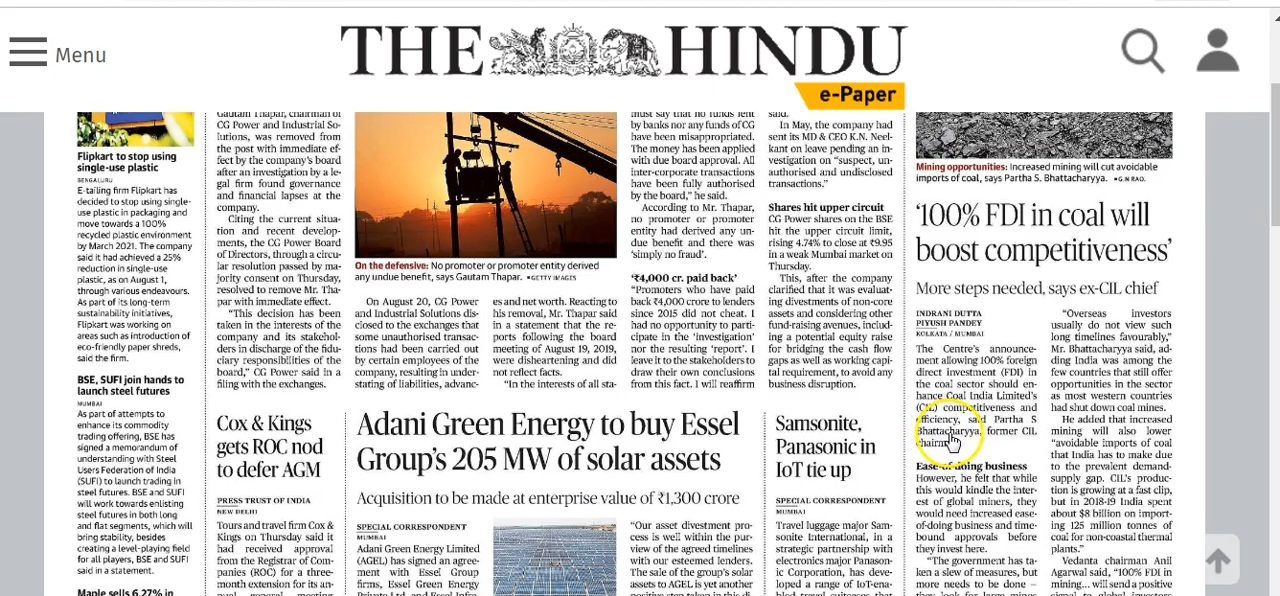 Menu
THE HINDU
e-Paper
Flipkart to stop using
single-use plastic
BENGALURU
E-tailing firm Flipkart has
decided to stop using single-
use plastic in packaging and
move towards a 100%
recycled plastic environment
by March 2021. The company
said it had achieved a 25%
reduction in single-use
plastic, as on August 1,
through various endeavours.
As part of its long-term
sustainability initiatives,
Flipkart was working on
areas such as introduction of
eco-friendly paper shreds,
said the firm.
BSE, SUFI join hands to
launch steel futures
MUMBAI
As part of attempts to
enhance its commodity
trading offering, BSE has
signed a memorandum of
understanding with Steel
Users Federation of India
(SUFI) to launch trading in
steel futures. BSE and SUFI
will work towards enlisting
steel futures in both long
and flat segments, which will
bring stability, besides
creating a level-playing field
for all players, BSE and SUFI
said in a statement.
Maple sells 6.27% in
Gautam Thapar, chairman of
CG Power and Industrial So-
lutions, was removed from
the post with immediate ef-
fect by the company's board
after an investigation by a le-
gal firm found governance
and financial lapses at the
company.
Citing the current situa-
tion and recent develop-
ments, the CG Power Board
of Directors, through a cir-
cular resolution passed by ma-
jority consent on Thursday,
resolved to remove Mr. Tha-
par with immediate effect.
"This decision has been
taken in the interests of the
company and its stakehol-
ders in discharge of the fiduc-
iary responsibilities of the
board," CG Power said in a
filing with the exchanges.
On the defensive: No promoter or promoter entity derived
any undue benefit, says Gautam Thapar. •GETTY IMAGES
On August 20, CG Power
and Industrial Solutions dis-
closed to the exchanges that
some unauthorised transac-
tions had been carried out
by certain employees of the
company, resulting in under-
stating of liabilities, advanc-
es and net worth. Reacting to
his removal, Mr. Thapar said
in a statement that the re-
ports following the board
meeting of August 19, 2019,
were disheartening and did
not reflect facts.
"In the interests of all sta-
must say that no funds lent
by banks nor any funds of CG
have been misappropriated.
The money has been applied
with due board approval. All
inter-corporate transactions
have been fully authorised
by the board," he said.
According to Mr. Thapar,
no promoter or promoter
entity had derived any un-
due benefit and there was
'simply no fraud'.
'₹4,000 cr. paid back'
"Promoters who have paid
back ₹4,000 crore to lenders
since 2015 did not cheat. I
had no opportunity to parti-
cipate in the 'investigation'
nor the resulting 'report'. I
leave it to the stakeholders to
draw their own conclusions
from this fact. I will reaffirm
said.
In May, the company had
sent its MD & CEO K.N. Neel-
kant on leave pending an in-
vestigation on "suspect, un-
authorised and undisclosed
transactions."
Shares hit upper circuit
CG Power shares on the BSE
hit the upper circuit limit,
rising 4.74% to close at ₹9.95
in a weak Mumbai market on
Thursday.
This, after the company
clarified that it was evaluat-
ing divestments of non-core
assets and considering other
fund-raising avenues, includ-
ing a potential equity raise
for bridging the cash flow
gaps as well as working capi-
tal requirement, to avoid any
business disruption.
Cox & Kings
gets ROC nod
to defer AGM
PRESS TRUST OF INDIA
NEW DELHI
Tours and travel firm Cox &
Kings on Thursday said it
had received approval
from the Registrar of Com-
panies (ROC) for a three-
month extension for its an-
Adani Green Energy to buy Essel
Group's 205 MW of solar assets
Acquisition to be made at enterprise value of ₹1,300 crore
SPECIAL CORRESPONDENT
MUMBAI
Adani Green Energy Limited
(AGEL) has signed an agree-
ment with Essel Group
firms, Essel Green Energy
"Our asset divestment pro-
cess is well within the pur-
view of the agreed timelines
with our esteemed lenders.
The sale of the group's solar
assets to AGEL is yet another
Samsonite,
Panasonic in
IoT tie up
SPECIAL CORRESPONDENT
MUMBAI
Travel luggage major Sam-
sonite International, in a
strategic partnership with
electronics major Panason-
ic Corporation, has deve-
loped a range of IoT-enab-
Mining opportunities: Increased mining will cut avoidable
imports of coal, says Partha S. Bhattacharyya. •G.N RAO.
'100% FDI in coal will
boost competitiveness'
More steps needed, says ex-CIL chief
INDRANI DUTTA
PIYUSH PANDEY
KOLKATA / MUMBAI
The Centre's announce-
ment allowing 100% foreign
direct investment (FDI) in
the coal sector should en-
hance Coal India Limited's
(CIL) competitiveness and
efficiency, said Partha S
Bhattacharyya, former CIL
Ease-of-doing business
However, he felt that while
this would kindle the inter-
est of global miners, they
would need increased ease-
of-doing business and time-
bound approvals before
they invest here.
"The government has ta-
ken a slew of measures, but
more needs to be done –
"Overseas investors
usually do not view such
long timelines favourably,"
Mr. Bhattacharyya said, ad-
ding India was among the
few countries that still offer
opportunities in the sector
as most western countries
had shut down coal mines.
He added that increased
mining will also lower
"avoidable imports of coal
that India has to make due
to the prevalent demand-
supply gap. CIL's produc-
tion is growing at a fast clip,
but in 2018-19 India spent
about $8 billion on import-
ing 125 million tonnes of
coal for non-coastal thermal
plants."
Vedanta chairman Anil
Agarwal said, "100% FDI in
mining... will send a positive